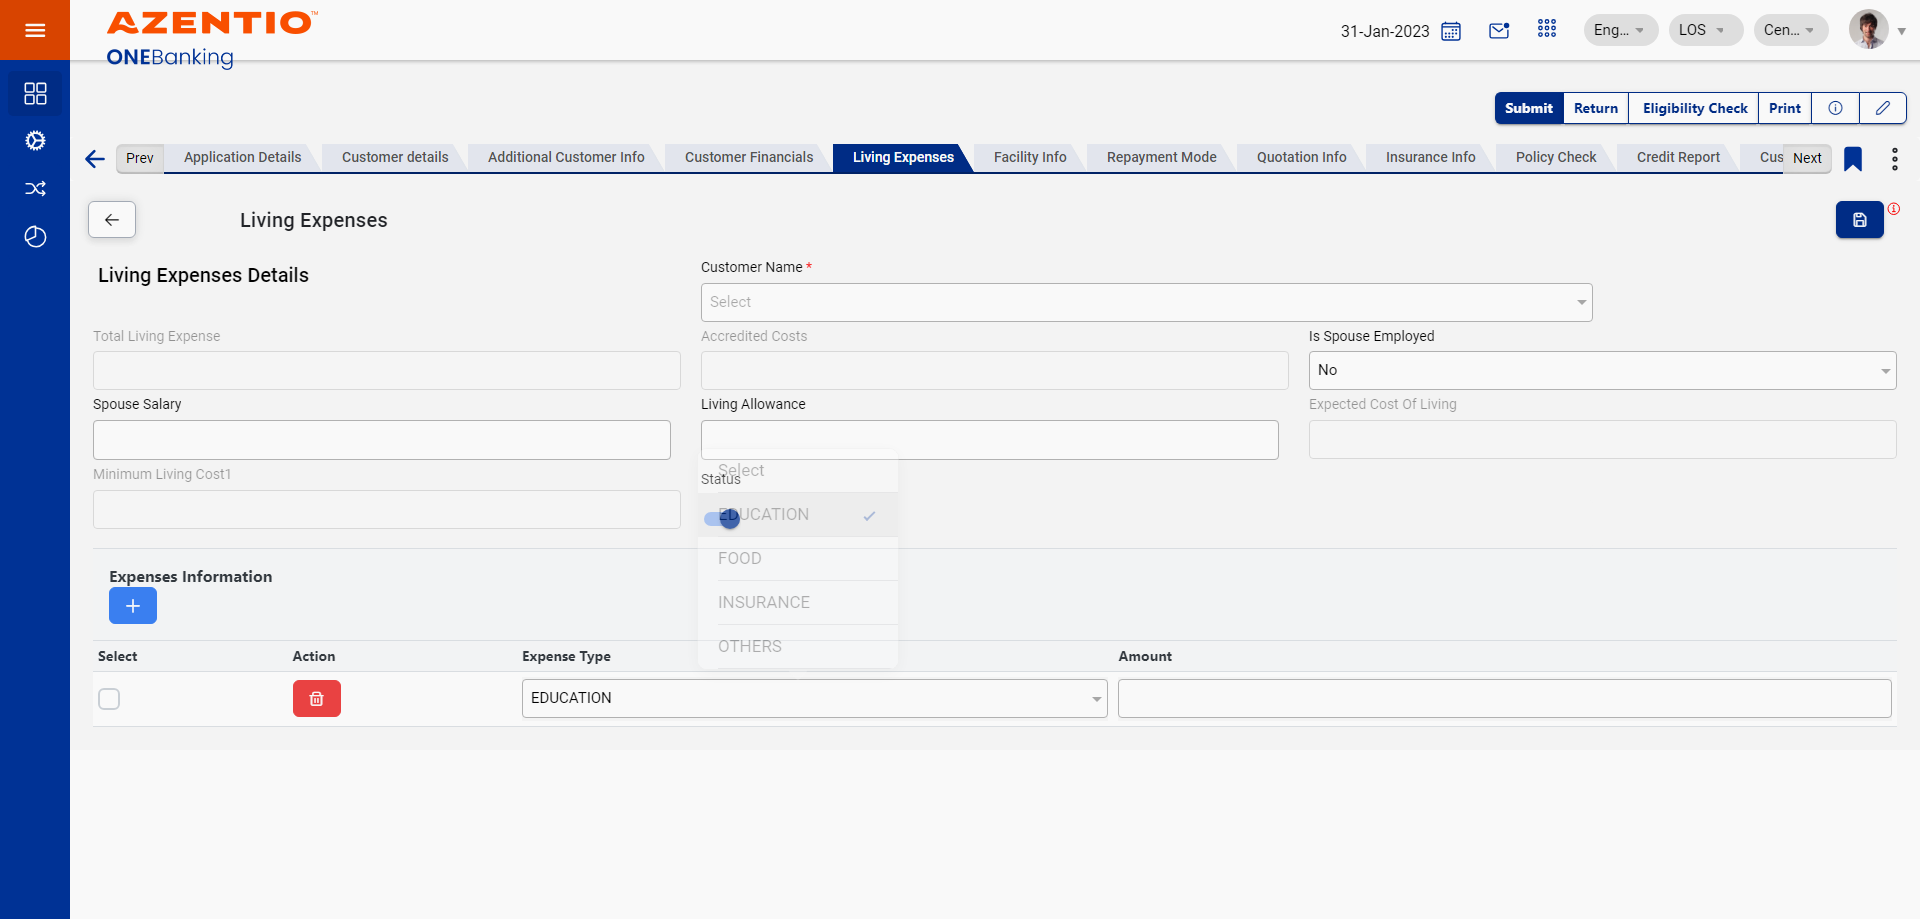 AZENTIO™
ONEBanking
31-Jan-2023
Eng...
LOS
Cen...
Submit
Return
Eligibility Check
Print
Prev
Application Details
Customer details
Additional Customer Info
Customer Financials
Living Expenses
Facility Info
Repayment Mode
Quotation Info
Insurance Info
Policy Check
Credit Report
Cus
Next
Living Expenses
Living Expenses Details
Customer Name *
Select
Total Living Expense
Accredited Costs
Is Spouse Employed
No
Spouse Salary
Living Allowance
Expected Cost Of Living
Minimum Living Cost1
Select
Status
EDUCATION
FOOD
INSURANCE
OTHERS
Expenses Information
Select
Action
Expense Type
Amount
EDUCATION